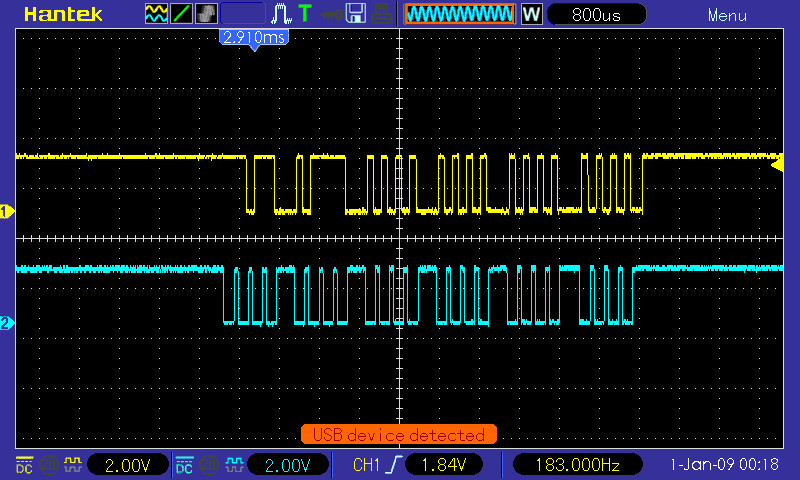 Hantek T W 800us Menu
2.910ms
1
2
USB device detected
DC 2.00V DC 2.00V CH1 1.84V 183.000Hz 1-Jan-09 00:18